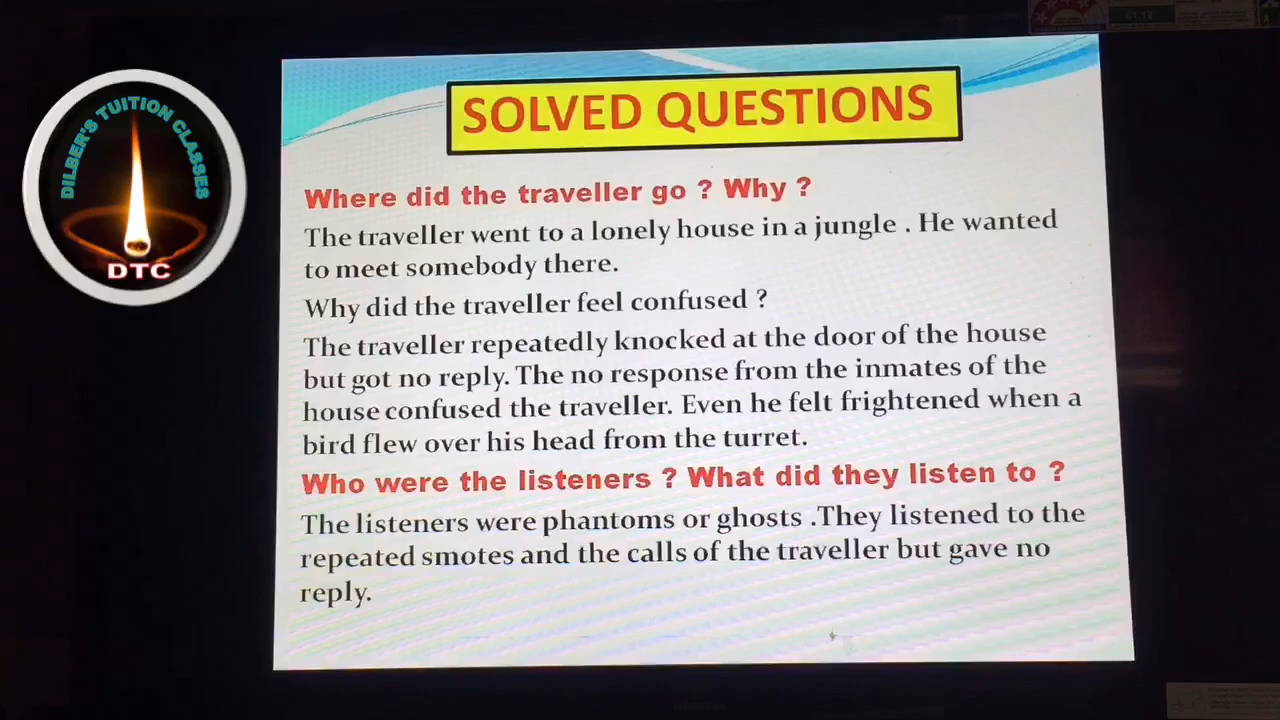 DILBER'S TUITION CLASSES
DTC
SOLVED QUESTIONS
Where did the traveller go ? Why ?
The traveller went to a lonely house in a jungle . He wanted
to meet somebody there.
Why did the traveller feel confused ?
The traveller repeatedly knocked at the door of the house
but got no reply. The no response from the inmates of the
house confused the traveller. Even he felt frightened when a
bird flew over his head from the turret.
Who were the listeners ? What did they listen to ?
The listeners were phantoms or ghosts .They listened to the
repeated smotes and the calls of the traveller but gave no
reply.